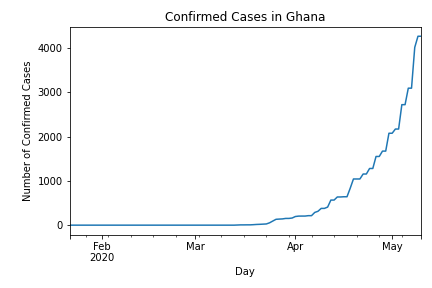 Confirmed Cases in Ghana
Number of Confirmed Cases
4000
3000
2000
1000
0
Feb
2020
Mar
Apr
May
Day